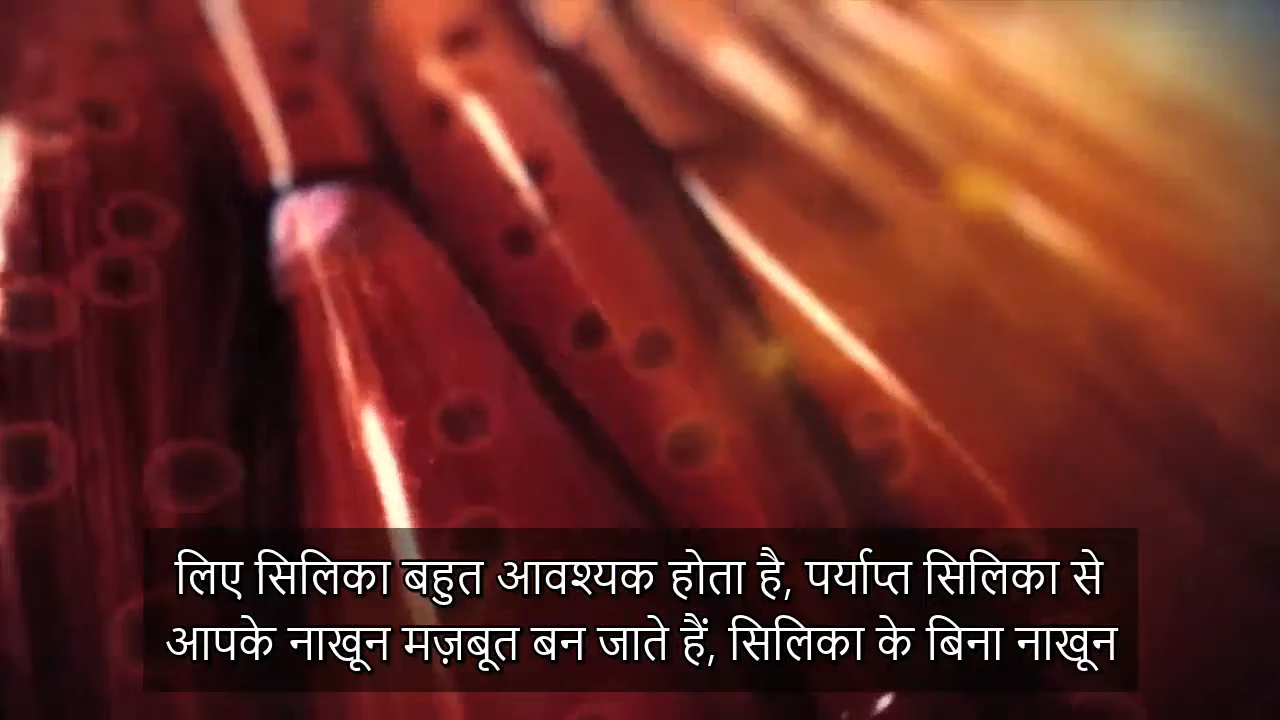 लिए सिलिका बहुत आवश्यक होता है, पर्याप्त सिलिका से
आपके नाखून मज़बूत बन जाते हैं, सिलिका के बिना नाखून